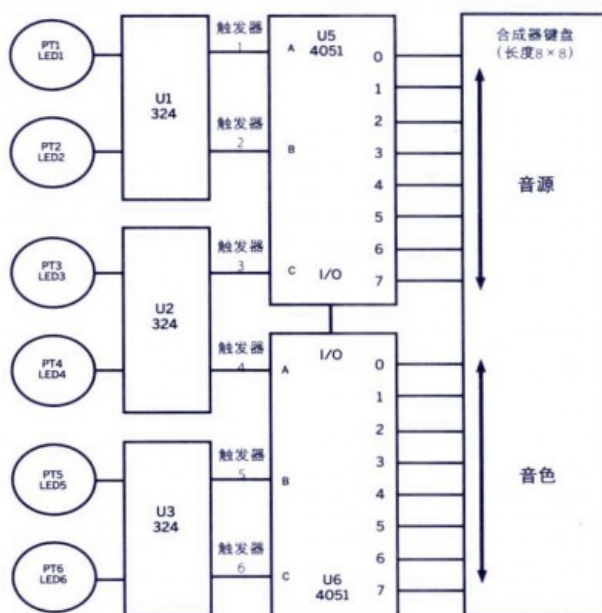 PT1
LED1
PT2
LED2
PT3
LED3
PT4
LED4
PT5
LED5
PT6
LED6
U1
324
U2
324
U3
324
触发器
1
触发器
2
触发器
3
触发器
4
触发器
5
触发器
6
U5
4051
A
B
C
I/O
0
1
2
3
4
5
6
7
I/O
A
B
C
U6
4051
0
1
2
3
4
5
6
7
合成器键盘
(长度8×8)
音源
音色